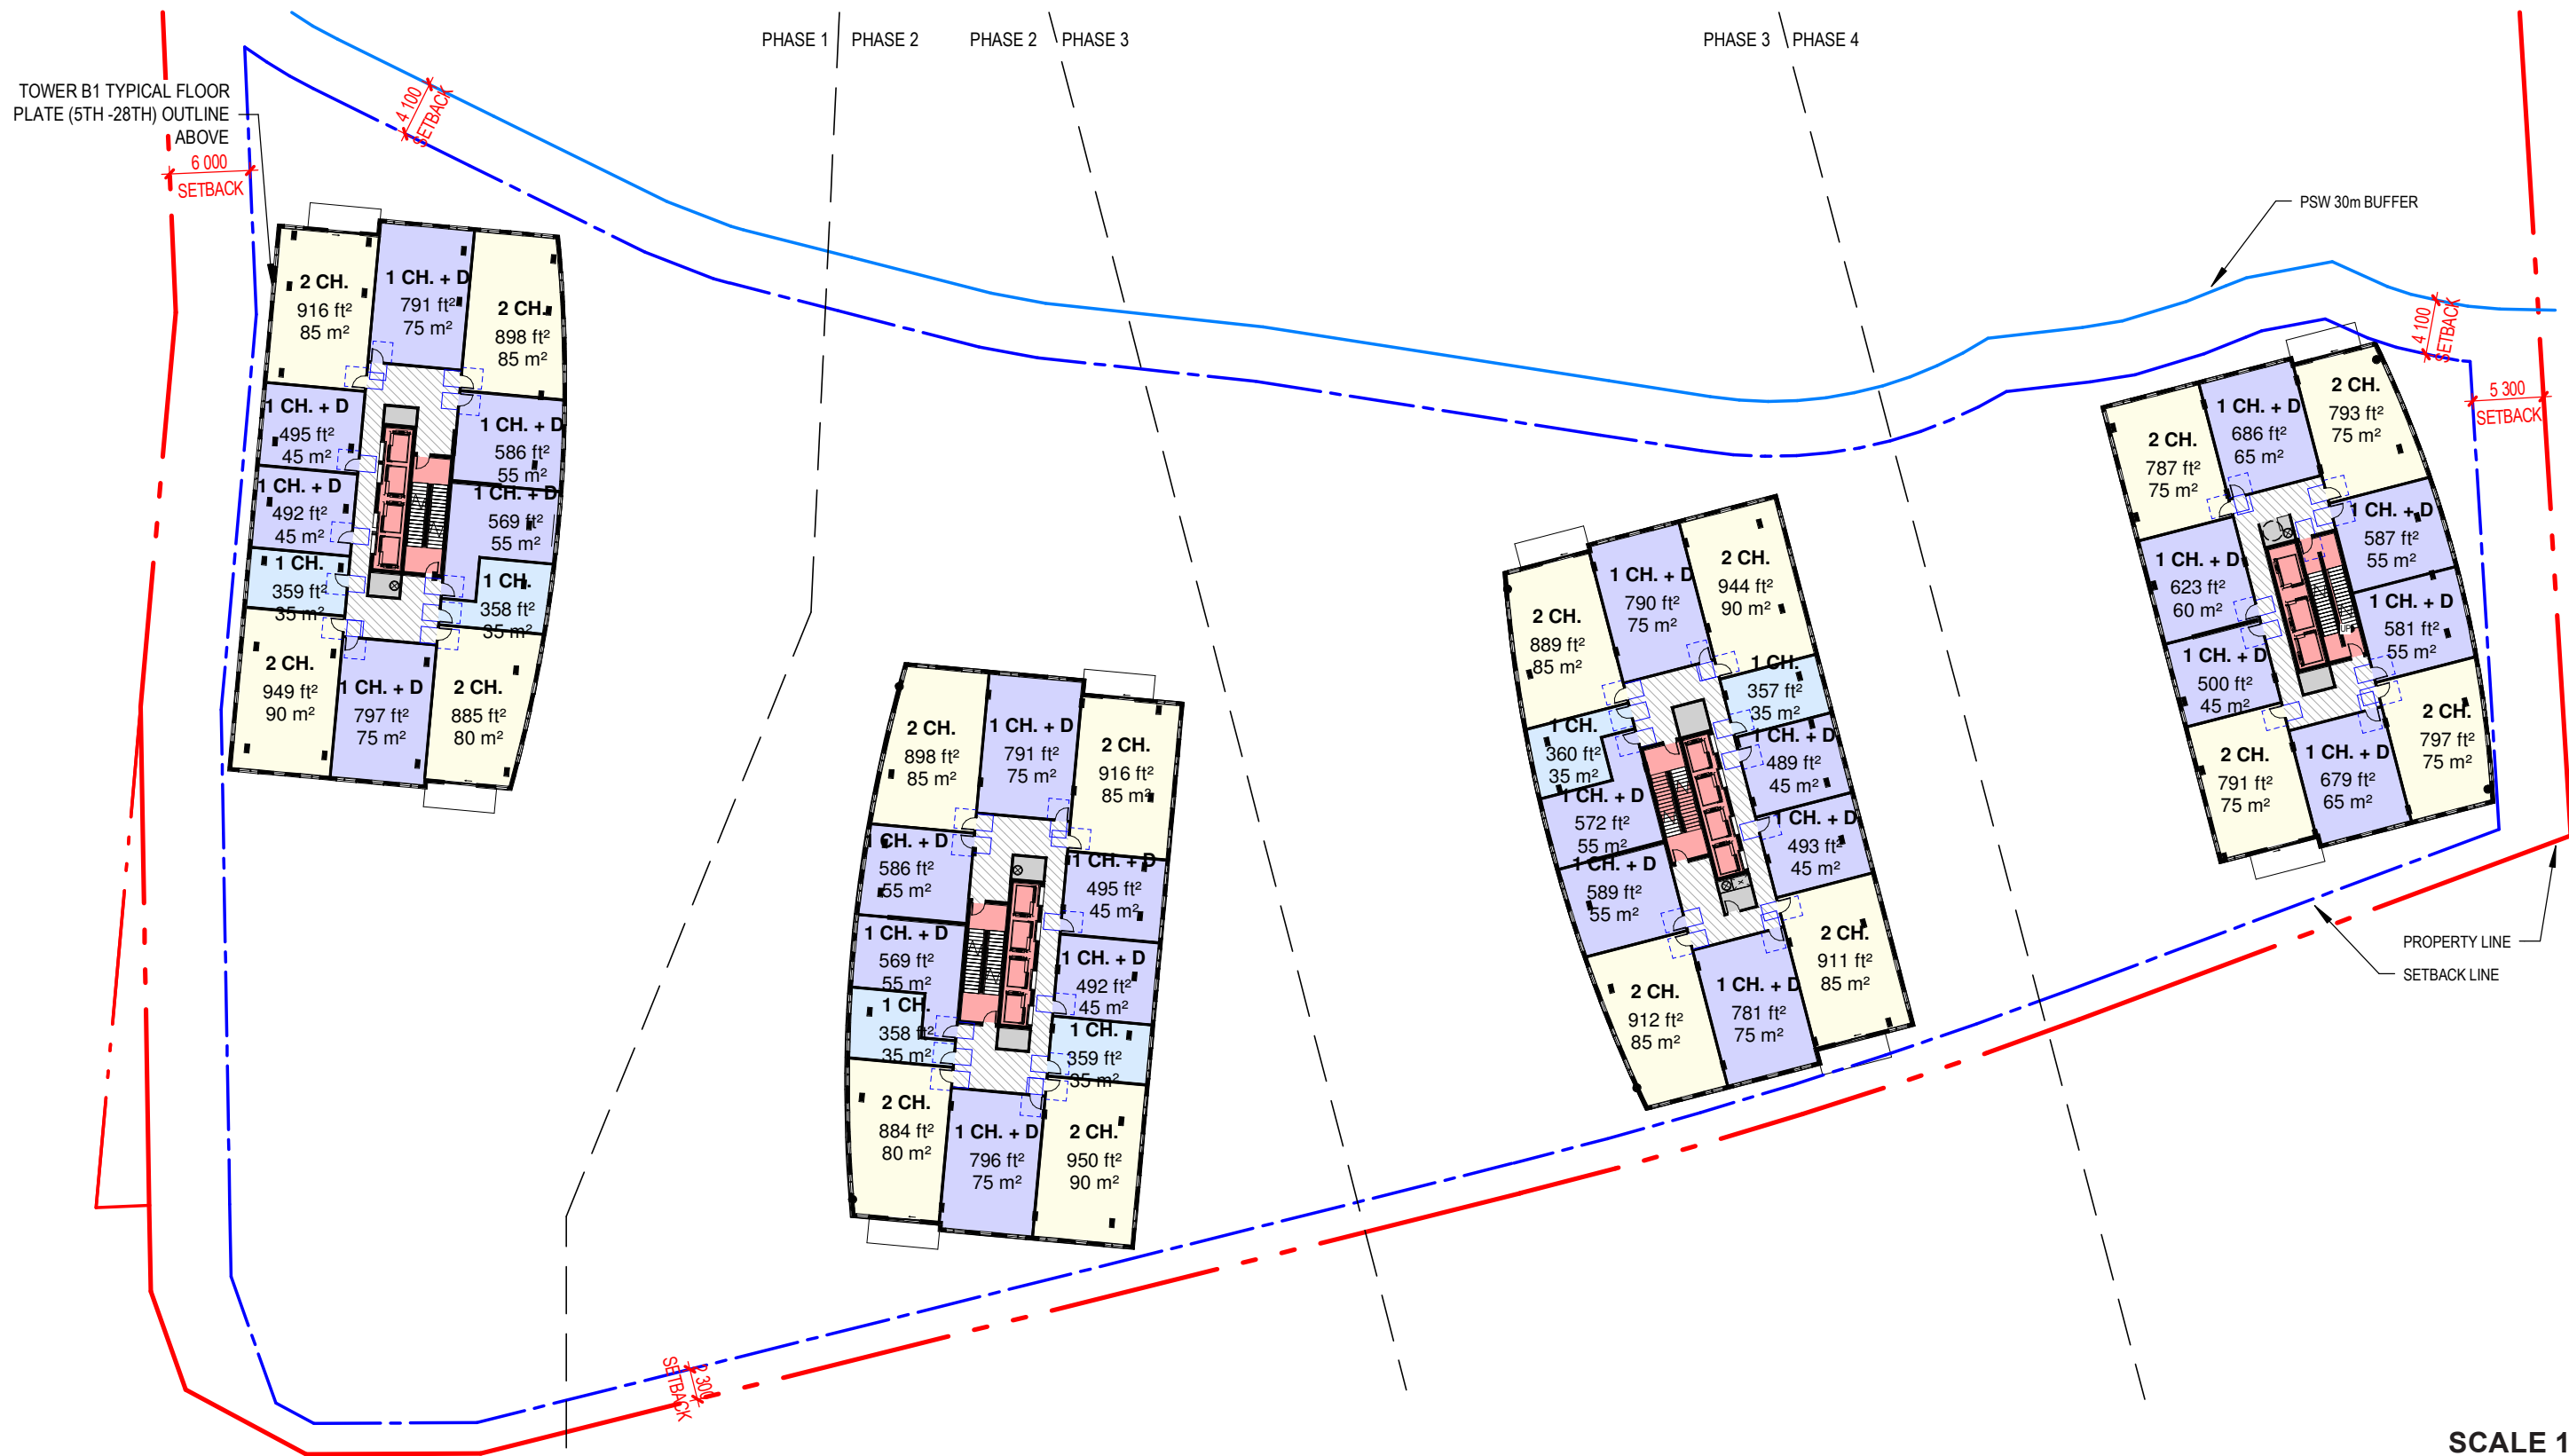 PHASE 1
PHASE 2
PHASE 2
PHASE 3
PHASE 3
PHASE 4
TOWER B1 TYPICAL FLOOR
PLATE (5TH -28TH) OUTLINE
ABOVE
6 000
SETBACK
4 100
SETBACK
PSW 30m BUFFER
4 100
SETBACK
5 300
SETBACK
2 CH.
916 ft²
85 m²
1 CH. + D
791 ft²
75 m²
2 CH.
898 ft²
85 m²
1 CH. + D
495 ft²
45 m²
1 CH. + D
586 ft²
55 m²
1 CH. + D
492 ft²
45 m²
1 CH. + D
569 ft²
55 m²
1 CH.
359 ft²
35 m²
1 CH.
358 ft²
35 m²
2 CH.
949 ft²
90 m²
1 CH. + D
797 ft²
75 m²
2 CH.
885 ft²
80 m²
2 CH.
898 ft²
85 m²
1 CH. + D
791 ft²
75 m²
2 CH.
916 ft²
85 m²
1 CH. + D
586 ft²
55 m²
1 CH. + D
495 ft²
45 m²
1 CH. + D
569 ft²
55 m²
1 CH. + D
492 ft²
45 m²
1 CH.
358 ft²
35 m²
1 CH.
359 ft²
35 m²
2 CH.
884 ft²
80 m²
1 CH. + D
796 ft²
75 m²
2 CH.
950 ft²
90 m²
2 CH.
889 ft²
85 m²
1 CH. + D
790 ft²
75 m²
2 CH.
944 ft²
90 m²
1 CH.
357 ft²
35 m²
1 CH.
360 ft²
35 m²
1 CH. + D
489 ft²
45 m²
1 CH. + D
572 ft²
55 m²
1 CH. + D
493 ft²
45 m²
1 CH. + D
589 ft²
55 m²
2 CH.
912 ft²
85 m²
1 CH. + D
781 ft²
75 m²
2 CH.
911 ft²
85 m²
2 CH.
787 ft²
75 m²
1 CH. + D
686 ft²
65 m²
2 CH.
793 ft²
75 m²
1 CH. + D
587 ft²
55 m²
1 CH. + D
623 ft²
60 m²
1 CH. + D
581 ft²
55 m²
UP
1 CH. + D
500 ft²
45 m²
2 CH.
791 ft²
75 m²
1 CH. + D
679 ft²
65 m²
2 CH.
797 ft²
75 m²
PROPERTY LINE
SETBACK LINE
2 300
SETBACK
SCALE 1